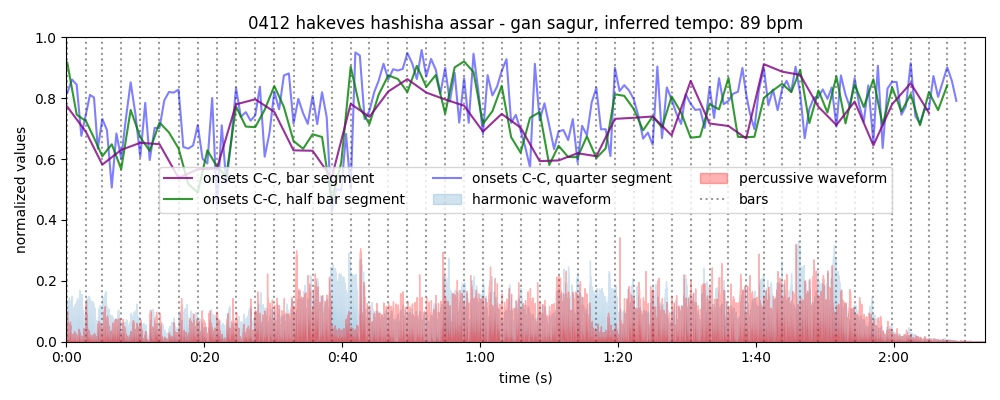 0412 hakeves hashisha assar - gan sagur, inferred tempo: 89 bpm
1.0
0.8
0.6
0.4
0.2
0.0
normalized values
onsets C-C, bar segment
onsets C-C, half bar segment
onsets C-C, quarter segment
harmonic waveform
percussive waveform
bars
0:00
0:20
0:40
1:00
1:20
1:40
2:00
time (s)